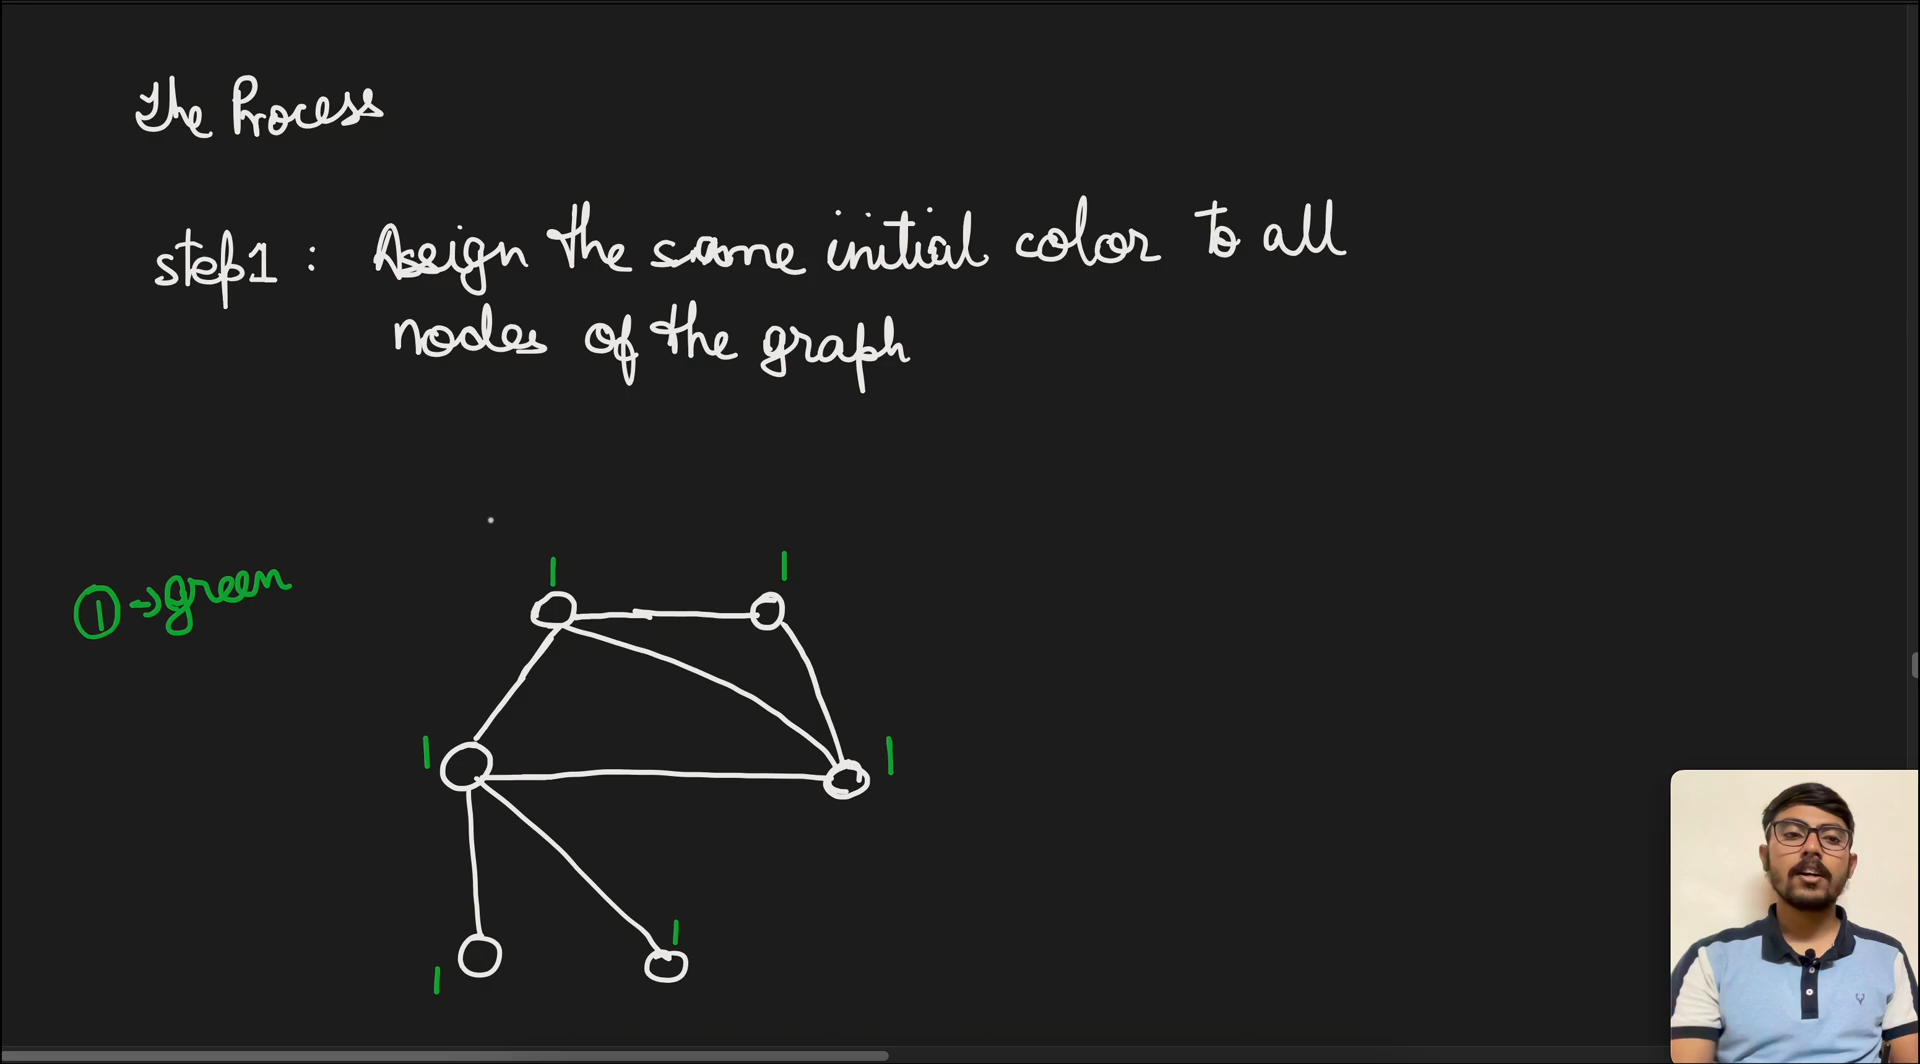 The Process
step1 : Assign the same initial color to all
nodes of the graph
1 1
① → green
1 1
1
1